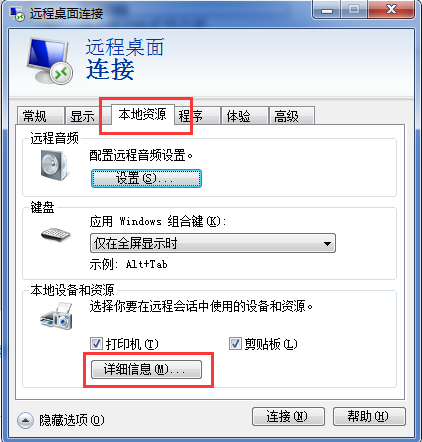 远程桌面连接
远程桌面
连接
常规 显示 本地资源 程序 体验 高级
远程音频
配置远程音频设置。
设置(S)...
键盘
应用 Windows 组合键(K):
仅在全屏显示时
示例: Alt+Tab
本地设备和资源
选择你要在远程会话中使用的设备和资源。
打印机(T) 剪贴板(L)
详细信息(M)...
隐藏选项(O) 连接(N) 帮助(H)